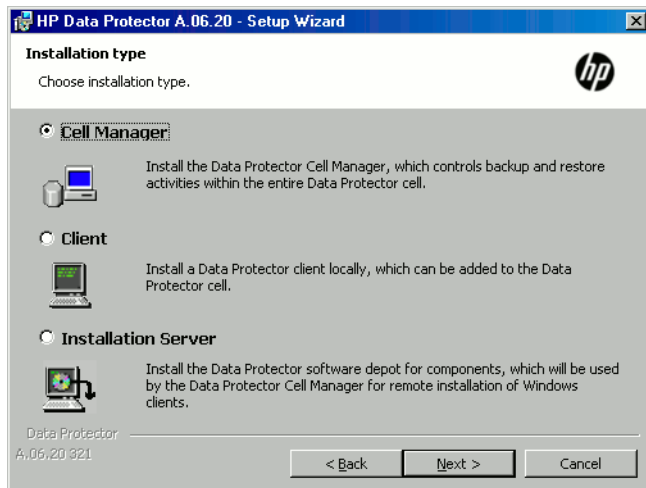 HP Data Protector A.06.20 - Setup Wizard
Installation type
Choose installation type.
hp
Cell Manager
Install the Data Protector Cell Manager, which controls backup and restore
activities within the entire Data Protector cell.
Client
Install a Data Protector client locally, which can be added to the Data
Protector cell.
Installation Server
Install the Data Protector software depot for components, which will be used
by the Data Protector Cell Manager for remote installation of Windows
clients.
Data Protector
A.06.20 321
< Back
Next >
Cancel